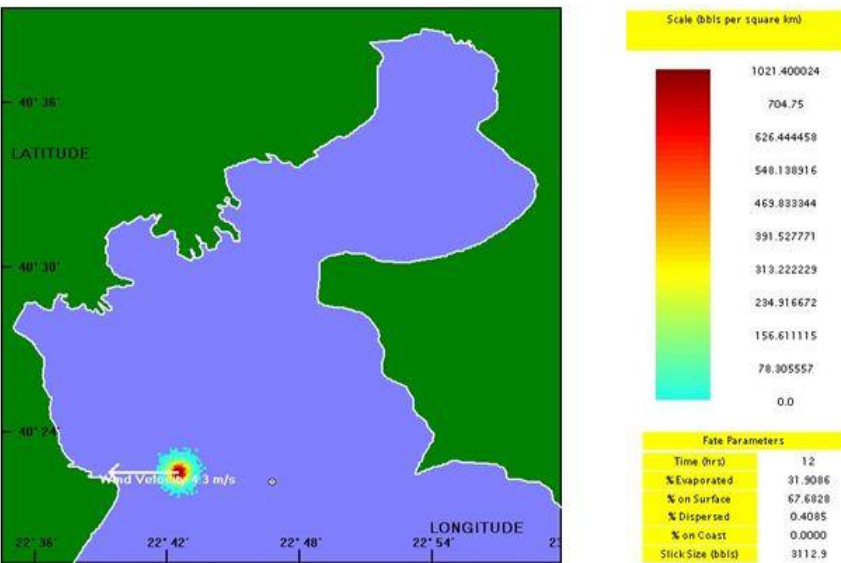 40° 36'
LATITUDE
40° 30'
40° 24'
Wind Velocity 4.3 m/s
LONGITUDE
22° 36' 22° 42' 22° 48' 22° 54' 23
Scale (bbls per square km)
1021.400024
704.75
626.444458
548.138916
469.833344
391.527771
313.222229
234.916672
156.611115
78.305557
0.0
Fate Parameters
Time (hrs) 12
% Evaporated 31.9086
% on Surface 67.6828
% Dispersed 0.4085
% on Coast 0.0000
Slick Size (bbls) 3112.9